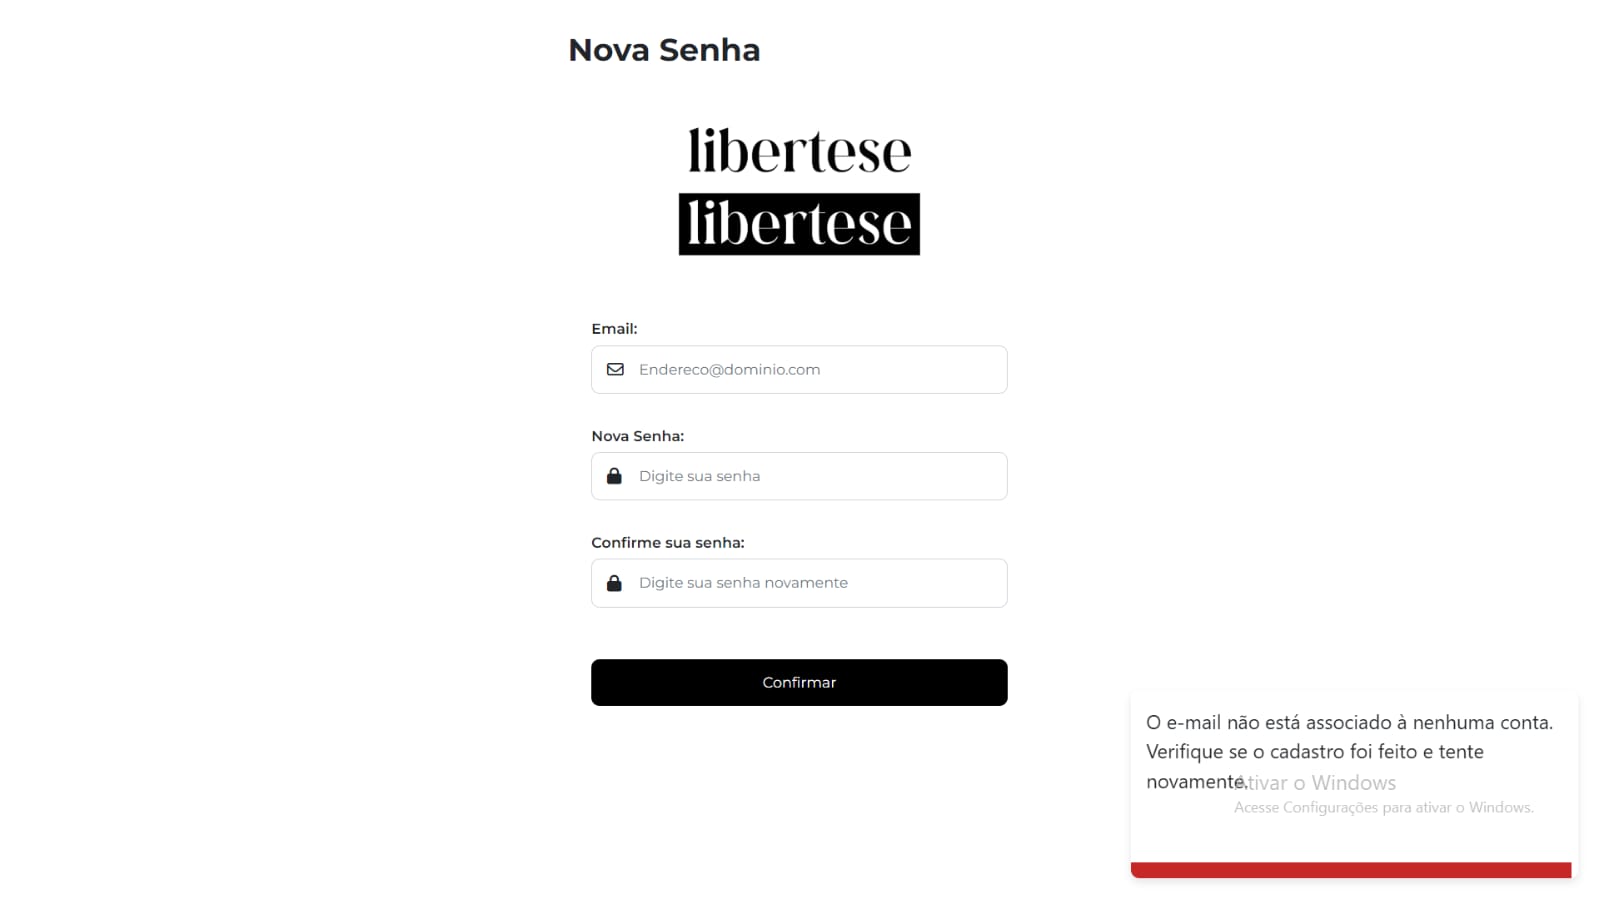 Nova Senha
libertese
libertese
Email:
Endereco@dominio.com
Nova Senha:
Digite sua senha
Confirme sua senha:
Digite sua senha novamente
Confirmar
O e-mail não está associado à nenhuma conta.
Verifique se o cadastro foi feito e tente
novamente.
Ativar o Windows
Acesse Configurações para ativar o Windows.